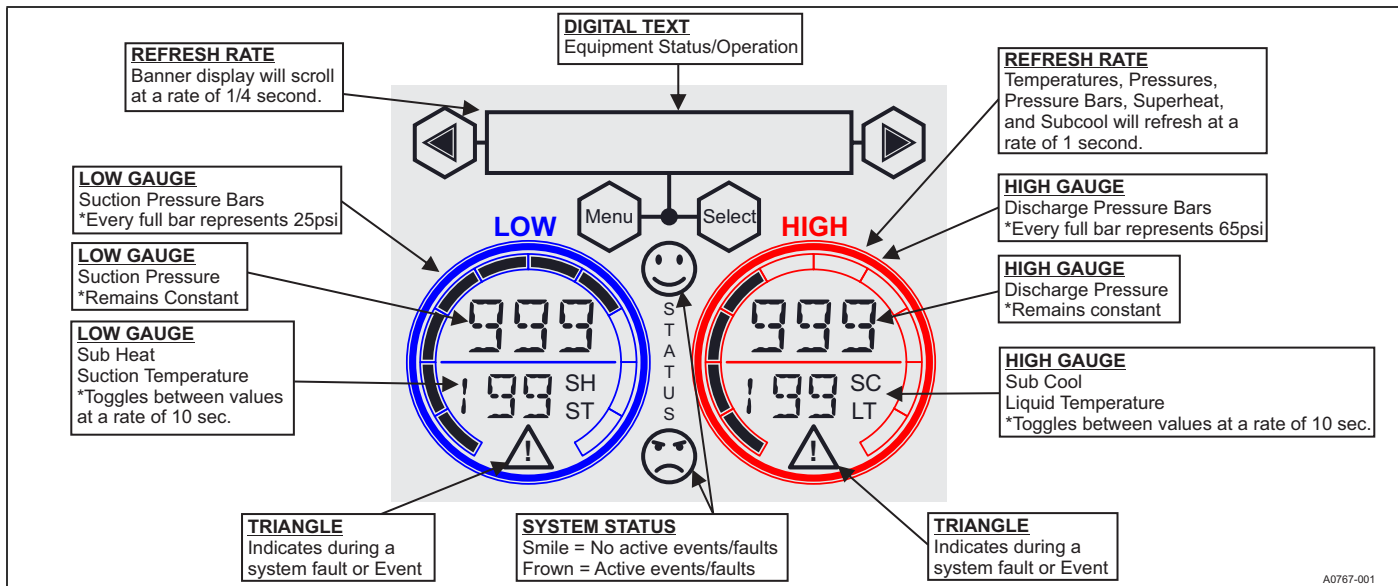 DIGITAL TEXT
Equipment Status/Operation
REFRESH RATE
Banner display will scroll
at a rate of 1/4 second.
REFRESH RATE
Temperatures, Pressures,
Pressure Bars, Superheat,
and Subcool will refresh at a
rate of 1 second.
LOW GAUGE
Suction Pressure Bars
*Every full bar represents 25psi
LOW GAUGE
Suction Pressure
*Remains Constant
LOW GAUGE
Sub Heat
Suction Temperature
*Toggles between values
at a rate of 10 sec.
Menu
Select
LOW
HIGH
999
199
SH
ST
STATUS
999
199
SC
LT
HIGH GAUGE
Discharge Pressure Bars
*Every full bar represents 65psi
HIGH GAUGE
Discharge Pressure
*Remains constant
HIGH GAUGE
Sub Cool
Liquid Temperature
*Toggles between values at a rate of 10 sec.
!
!
TRIANGLE
Indicates during a
system fault or Event
SYSTEM STATUS
Smile = No active events/faults
Frown = Active events/faults
TRIANGLE
Indicates during a
system fault or Event
A0767-001